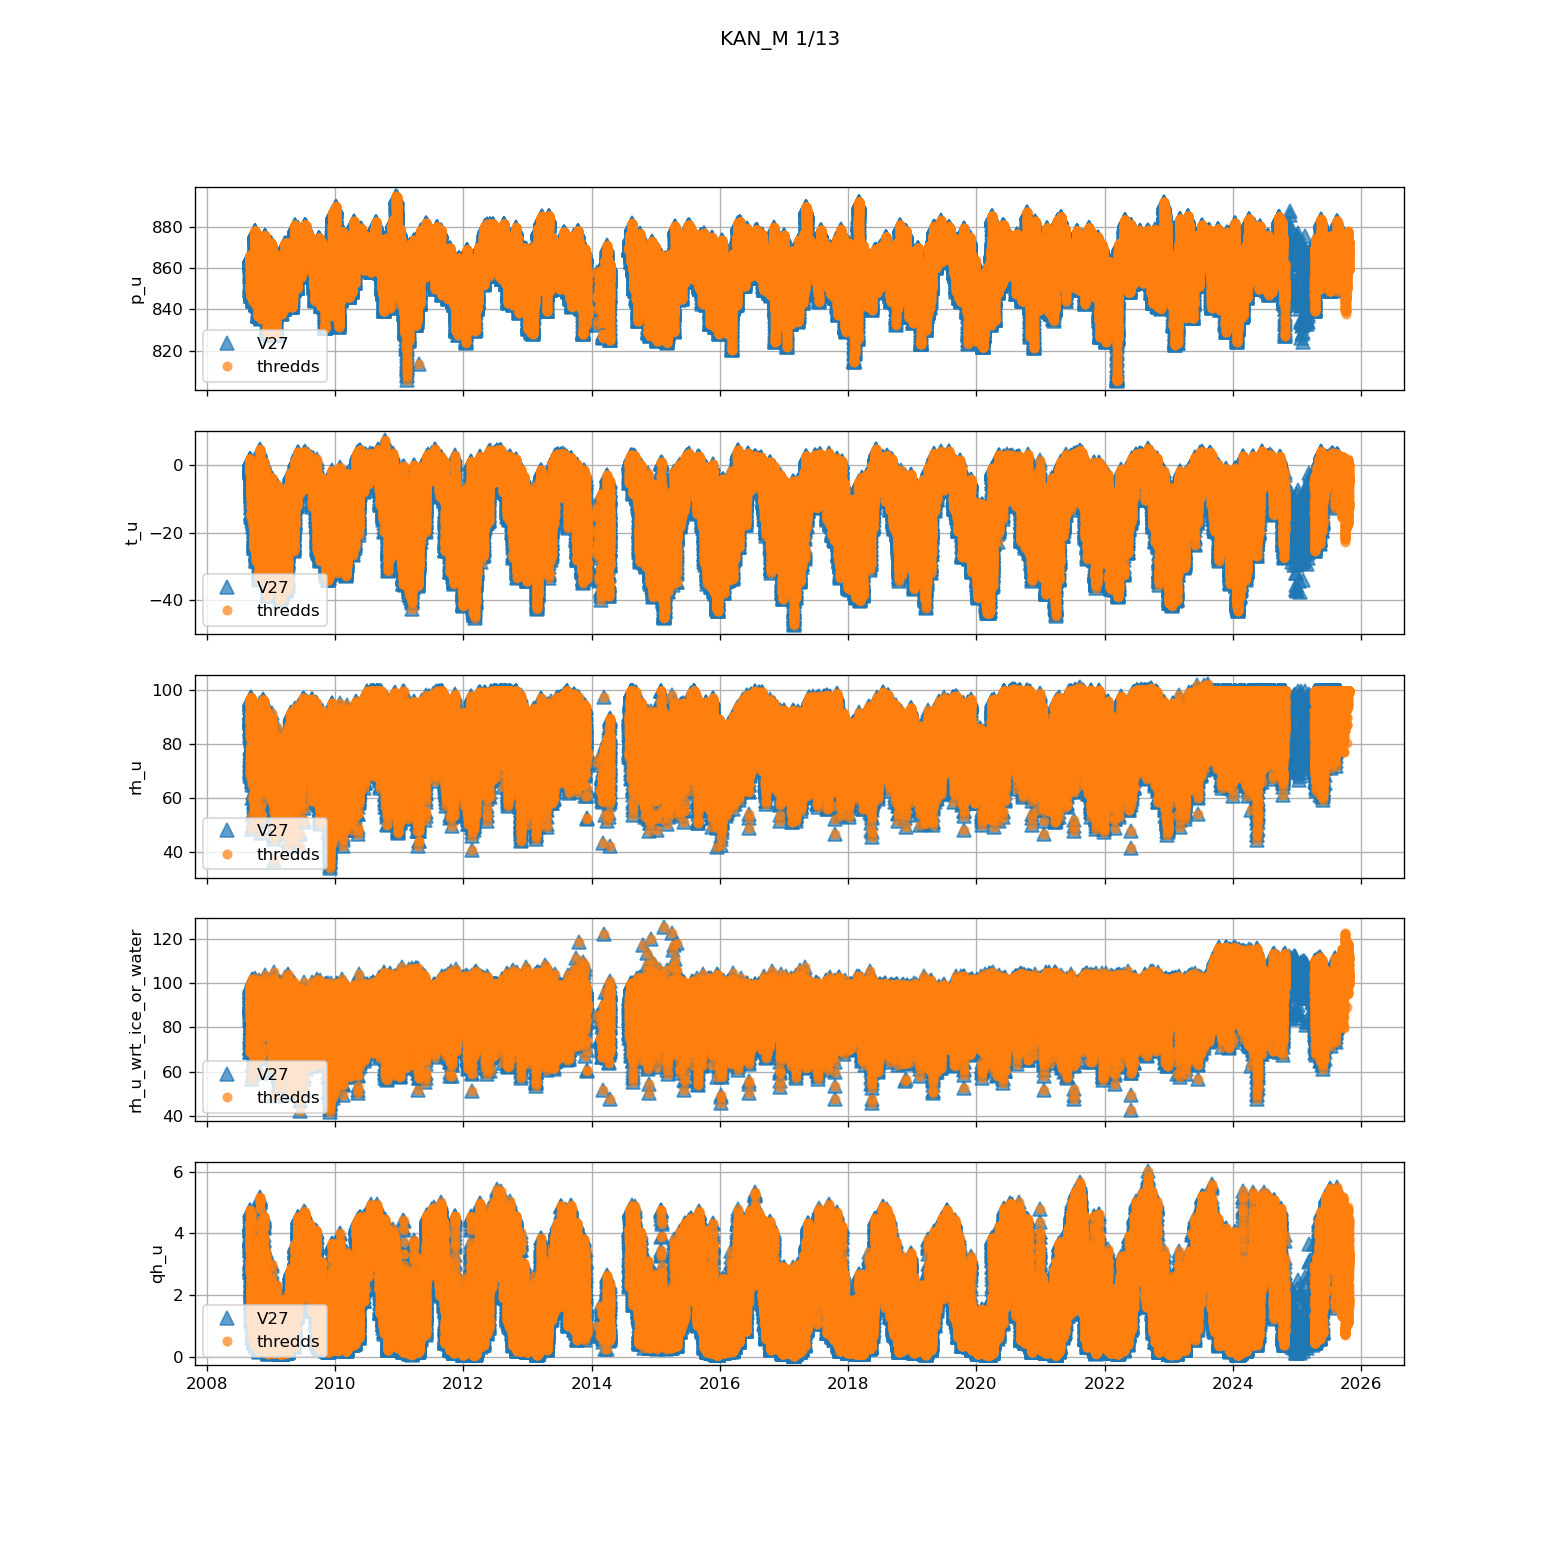 KAN_M 1/13
880
860
840
820
p_u
V27
thredds
0
−20
−40
t_u
V27
thredds
100
80
60
40
rh_u
V27
thredds
120
100
80
60
40
rh_u_wrt_ice_or_water
V27
thredds
6
4
2
0
qh_u
V27
thredds
2008 2010 2012 2014 2016 2018 2020 2022 2024 2026